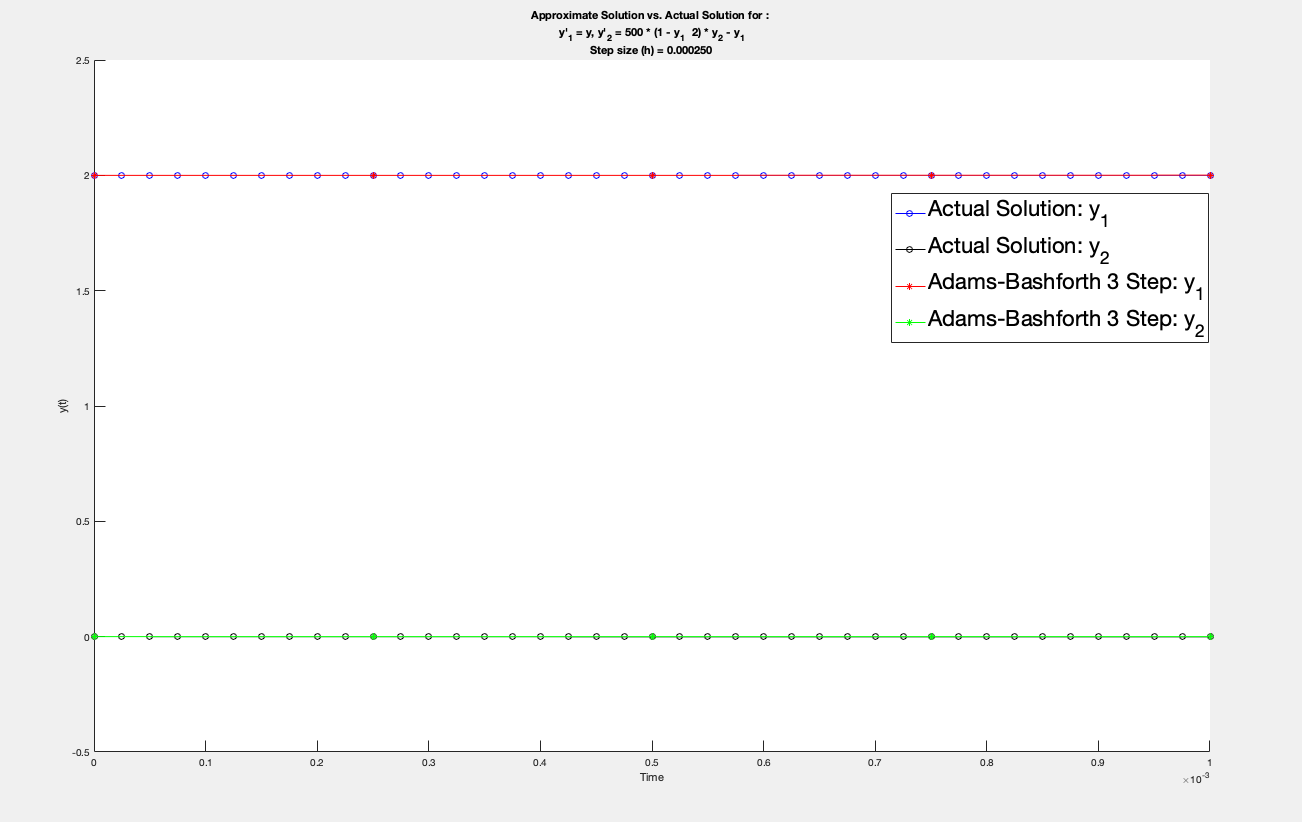 Approximate Solution vs. Actual Solution for :
y'1 = y, y'2 = 500 * (1 - y1 2) * y2 - y1
Step size (h) = 0.000250
2.5
2
1.5
1
0.5
0
-0.5
y(t)
Actual Solution: y1
Actual Solution: y2
Adams-Bashforth 3 Step: y1
Adams-Bashforth 3 Step: y2
0 0.1 0.2 0.3 0.4 0.5 0.6 0.7 0.8 0.9 1
Time
×10-3